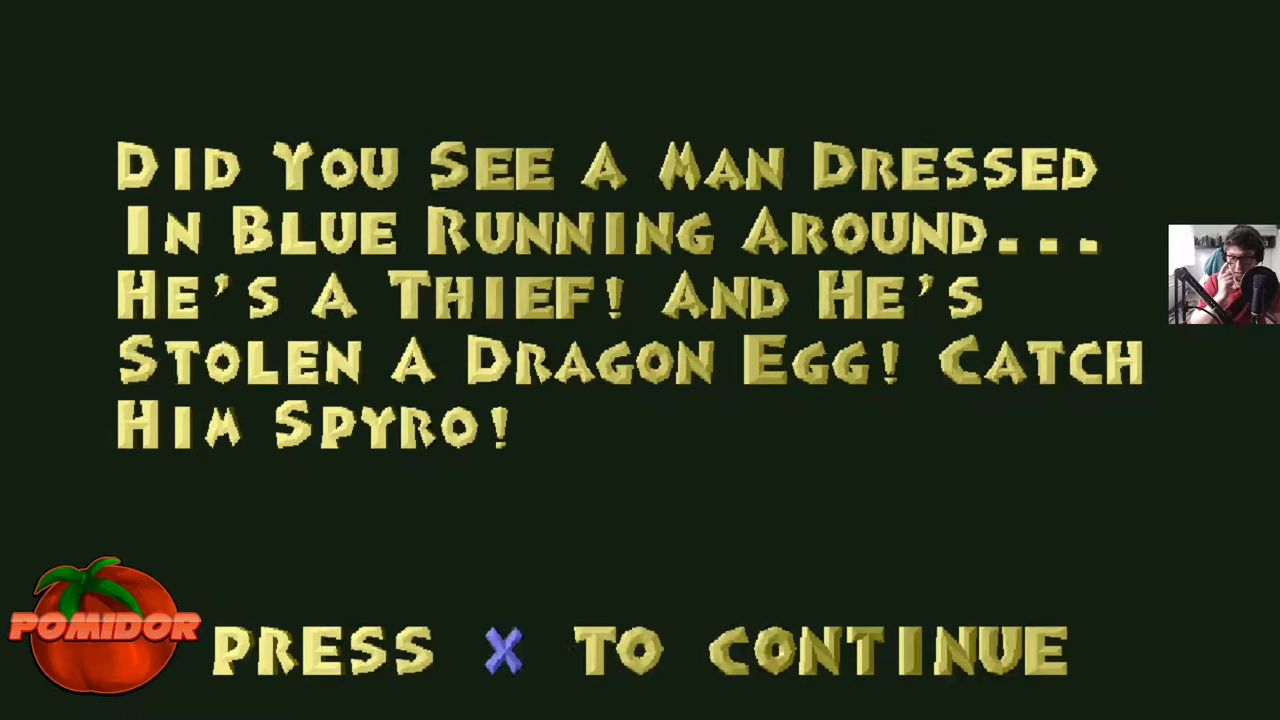 Did You See A Man Dressed
In Blue Running Around...
He's A Thief! And He's
Stolen A Dragon Egg! Catch
Him Spyro!
POMIDOR
PRESS X TO CONTINUE